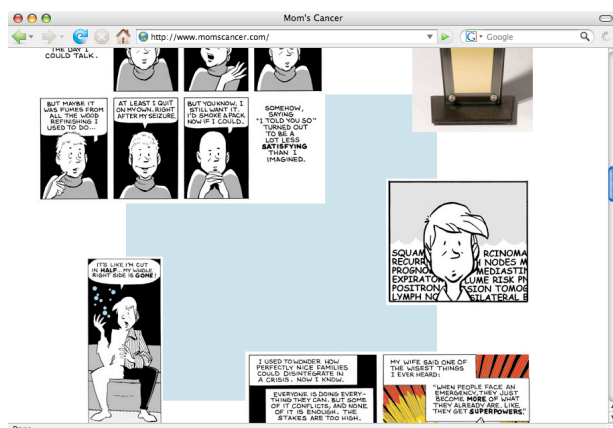 Mom's Cancer
http://www.momscancer.com/
Google
THE DAY I
COULD TALK.
BUT MAYBE IT
WAS FUMES FROM
ALL THE WOOD
REFINISHING I
USED TO DO...
AT LEAST I QUIT
ON MY OWN. RIGHT
AFTER MY SEIZURE.
BUT YOU KNOW, I
STILL WANT IT.
I'D SMOKE A PACK
NOW IF I COULD.
SOMEHOW,
SAYING
"I TOLD YOU SO"
TURNED OUT
TO BE A
LOT LESS
SATISFYING
THAN I
IMAGINED.
SQUAM RCINOMA
RECURR H NODES M
PROGNO MEDIASTIN
EXPIRATOR LUME RISK PN
POSITRON SION TOMOG
LYMPH NO BILATERAL
IT'S LIKE I'M CUT
IN HALF... MY WHOLE
RIGHT SIDE IS GONE!
I USED TO WONDER HOW
PERFECTLY NICE FAMILIES
COULD DISINTEGRATE IN
A CRISIS. NOW I KNOW.
EVERYONE IS DOING EVERY-
THING THEY CAN. BUT SOME
OF IT CONFLICTS, AND NONE
OF IT IS ENOUGH. THE
STAKES ARE TOO HIGH.
MY WIFE SAID ONE OF
THE WISEST THINGS
I EVER HEARD:
"WHEN PEOPLE FACE AN
EMERGENCY, THEY JUST
BECOME MORE OF WHAT
THEY ALREADY ARE. LIKE
THEY GET SUPERPOWERS."